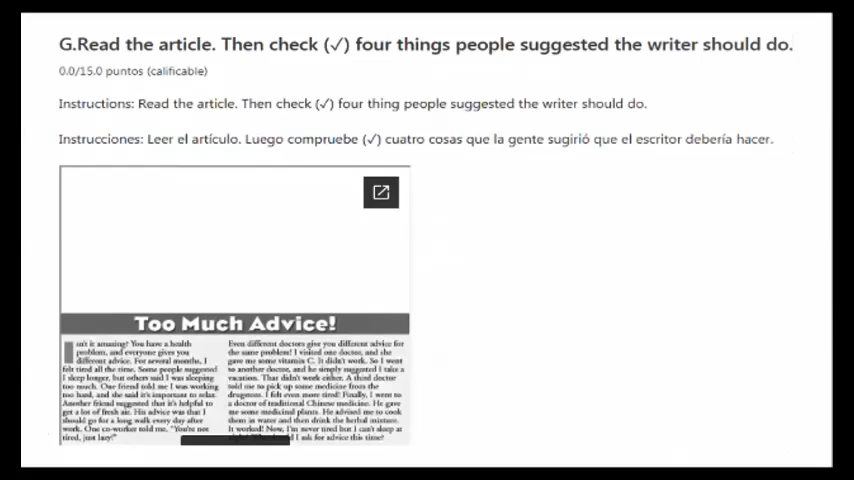 G.Read the article. Then check (✓) four things people suggested the writer should do.
0.0/15.0 puntos (calificable)
Instructions: Read the article. Then check (✓) four thing people suggested the writer should do.
Instrucciones: Leer el artículo. Luego compruebe (✓) cuatro cosas que la gente sugirió que el escritor debería hacer.
Too Much Advice!
Isn't it amazing? You have a health
problem, and everyone gives you
different advice. For several months, I
felt tired all the time. Some people suggested
I sleep longer, but others said I was sleeping
too much. One friend told me I was working
too hard, and she said it's important to relax.
Another friend suggested that it's helpful to
get a lot of fresh air. His advice was that I
should go for a long walk every day after
work. One co-worker told me, "You're not
tired, just lazy!"
Even different doctors give you different advice for
the same problem! I visited one doctor, and she
gave me some vitamin C. It didn't work. So I went
to another doctor, and he simply suggested I take a
vacation. That didn't work either. A third doctor
told me to pick up some medicine from the
drugstore. I felt even more tired! Finally, I went to
a doctor of traditional Chinese medicine. He gave
me some medicinal plants. He advised me to cook
them in water and then drink the herbal mixture.
It worked! Now, I'm never tired but I can't sleep at
I ask for advice this time?